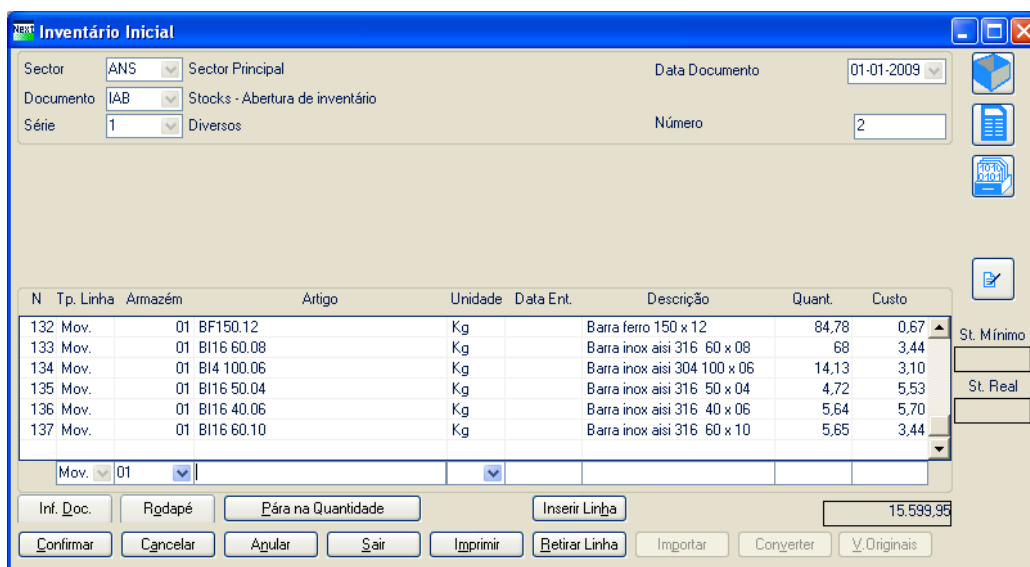 NEXT Inventário Inicial
Sector ANS Sector Principal Data Documento 01-01-2009
Documento IAB Stocks - Abertura de inventário
Série 1 Diversos Número 2
1010
0101
N Tp. Linha Armazém Artigo Unidade Data Ent. Descrição Quant. Custo
132 Mov. 01 BF150.12 Kg Barra ferro 150 x 12 84,78 0,67
133 Mov. 01 BI16 60.08 Kg Barra inox aisi 316 60 x 08 68 3,44
134 Mov. 01 BI4 100.06 Kg Barra inox aisi 304 100 x 06 14,13 3,10
135 Mov. 01 BI16 50.04 Kg Barra inox aisi 316 50 x 04 4,72 5,53
136 Mov. 01 BI16 40.06 Kg Barra inox aisi 316 40 x 06 5,64 5,70
137 Mov. 01 BI16 60.10 Kg Barra inox aisi 316 60 x 10 5,65 3,44
St. Mínimo
St. Real
Mov. 01
Inf. Doc. Rodapé Pára na Quantidade Inserir Linha 15.599,95
Confirmar Cancelar Anular Sair Imprimir Retirar Linha Importar Converter V.Originais